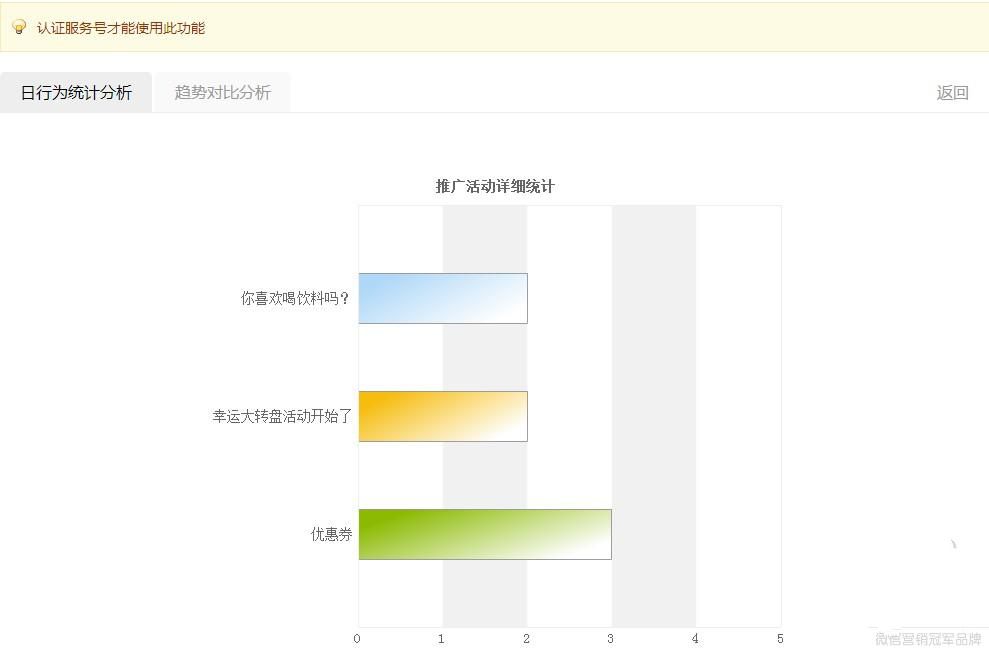 认证服务号才能使用此功能
日行为统计分析 趋势对比分析 返回
推广活动详细统计
你喜欢喝饮料吗？
幸运大转盘活动开始了
优惠券
0 1 2 3 4 5
微信营销冠军品牌